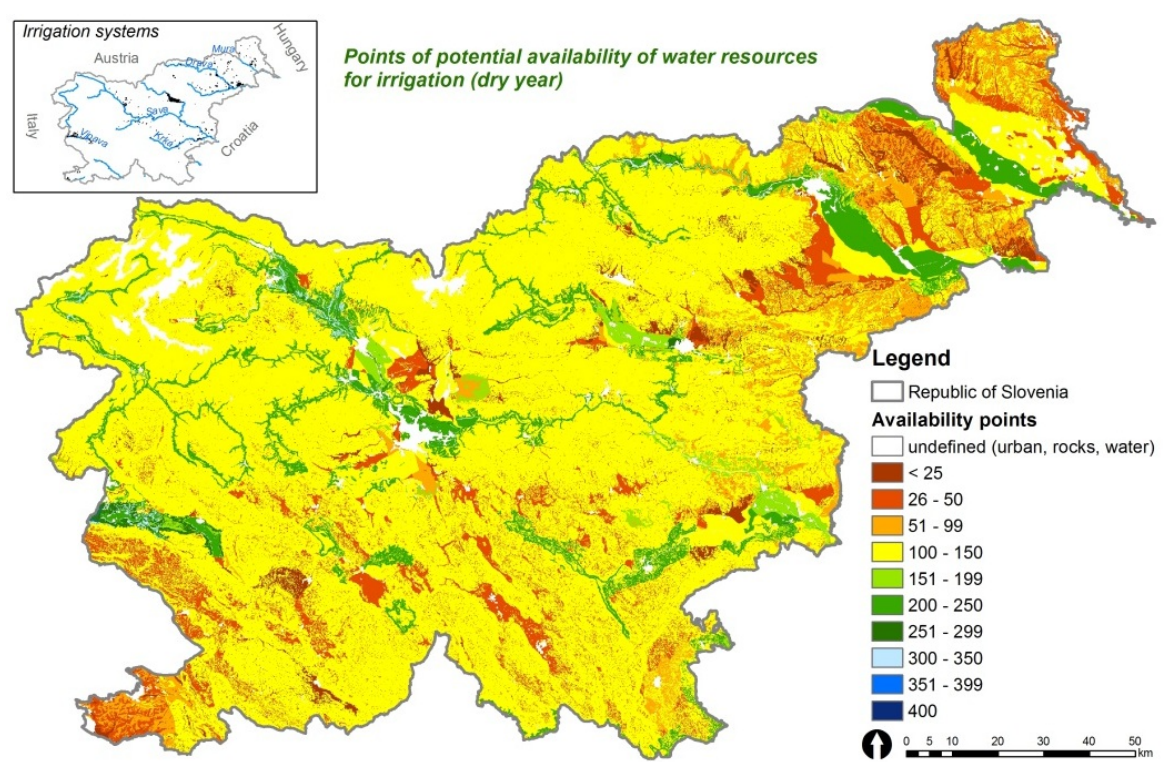 Irrigation systems
Austria
Hungary
Mura
Drava
Sava
Italy
Vipava
Krka
Croatia
Points of potential availability of water resources
for irrigation (dry year)
Legend
Republic of Slovenia
Availability points
undefined (urban, rocks, water)
< 25
26 - 50
51 - 99
100 - 150
151 - 199
200 - 250
251 - 299
300 - 350
351 - 399
400
0 5 10 20 30 40 50
km